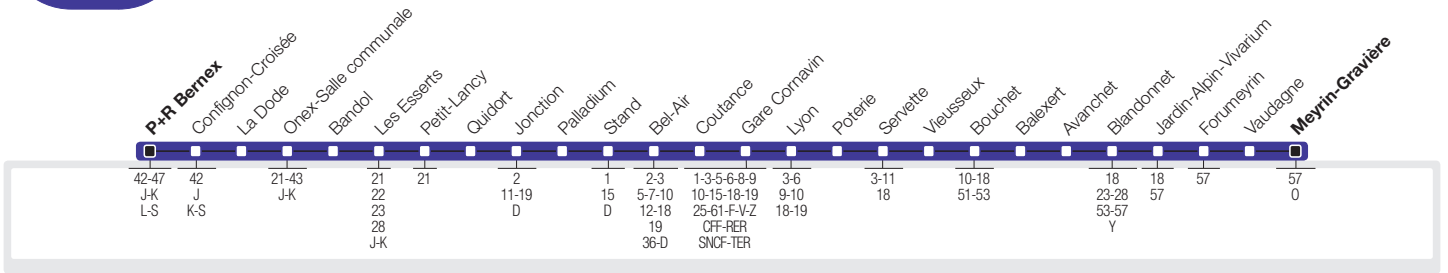 P+R Bernex
Confignon-Croisée
La Dode
Onex-Salle communale
Bandol
Les Esserts
Petit-Lancy
Quidort
Jonction
Palladium
Stand
Bel-Air
Coutance
Gare Cornavin
Lyon
Poterie
Servette
Vieusseux
Bouchet
Balexert
Avanchet
Blandonnet
Jardin-Alpin-Vivarium
Forumeyrin
Vaudagne
Meyrin-Gravière
42-47
J-K
L-S
42
J
K-S
21-43
J-K
21
22
23
28
J-K
21
2
11-19
D
1
15
D
2-3
5-7-10
12-18
19
36-D
1-3-5-6-8-9
10-15-18-19
25-61-F-V-Z
CFF-RER
SNCF-TER
3-6
9-10
18-19
3-11
18
10-18
51-53
18
23-28
53-57
Y
18
57
57
57
O